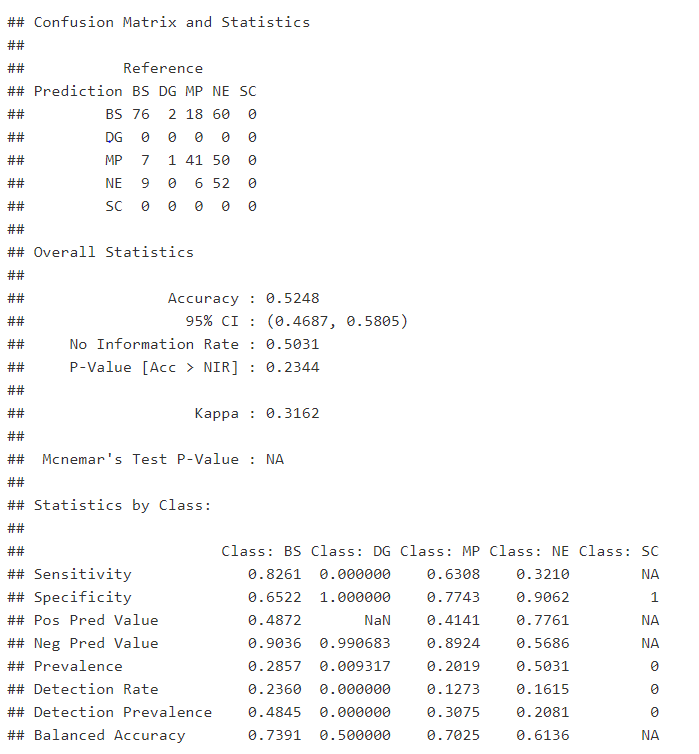 ## Confusion Matrix and Statistics
##
##           Reference
## Prediction BS DG MP NE SC
##         BS 76  2 18 60  0
##         DG  0  0  0  0  0
##         MP  7  1 41 50  0
##         NE  9  0  6 52  0
##         SC  0  0  0  0  0
##
## Overall Statistics
##
##                Accuracy : 0.5248
##                  95% CI : (0.4687, 0.5805)
##     No Information Rate : 0.5031
##     P-Value [Acc > NIR] : 0.2344
##
##                   Kappa : 0.3162
##
##  Mcnemar's Test P-Value : NA
##
## Statistics by Class:
##
##                      Class: BS Class: DG Class: MP Class: NE Class: SC
## Sensitivity             0.8261  0.000000    0.6308    0.3210        NA
## Specificity             0.6522  1.000000    0.7743    0.9062         1
## Pos Pred Value          0.4872       NaN    0.4141    0.7761        NA
## Neg Pred Value          0.9036  0.990683    0.8924    0.5686        NA
## Prevalence              0.2857  0.009317    0.2019    0.5031         0
## Detection Rate          0.2360  0.000000    0.1273    0.1615         0
## Detection Prevalence    0.4845  0.000000    0.3075    0.2081         0
## Balanced Accuracy       0.7391  0.500000    0.7025    0.6136        NA